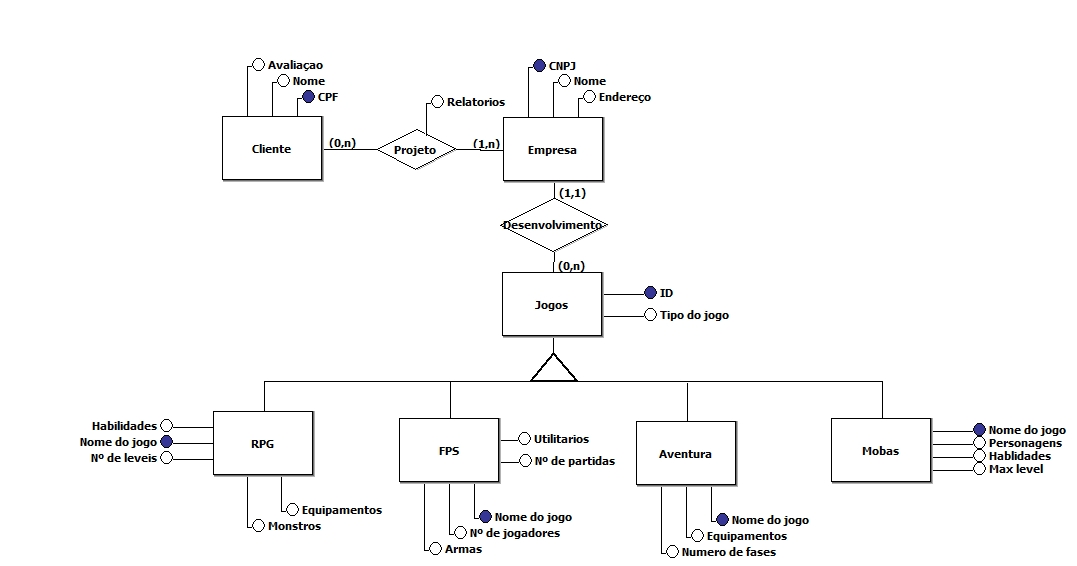 Avaliaçao
Nome
CPF
Cliente
(0,n)
Relatorios
Projeto
(1,n)
CNPJ
Nome
Endereço
Empresa
(1,1)
Desenvolvimento
(0,n)
Jogos
ID
Tipo do jogo
Habilidades
Nome do jogo
Nº de leveis
RPG
Equipamentos
Monstros
FPS
Utilitarios
Nº de partidas
Nome do jogo
Nº de jogadores
Armas
Aventura
Nome do jogo
Equipamentos
Numero de fases
Mobas
Nome do jogo
Personagens
Hablidades
Max level